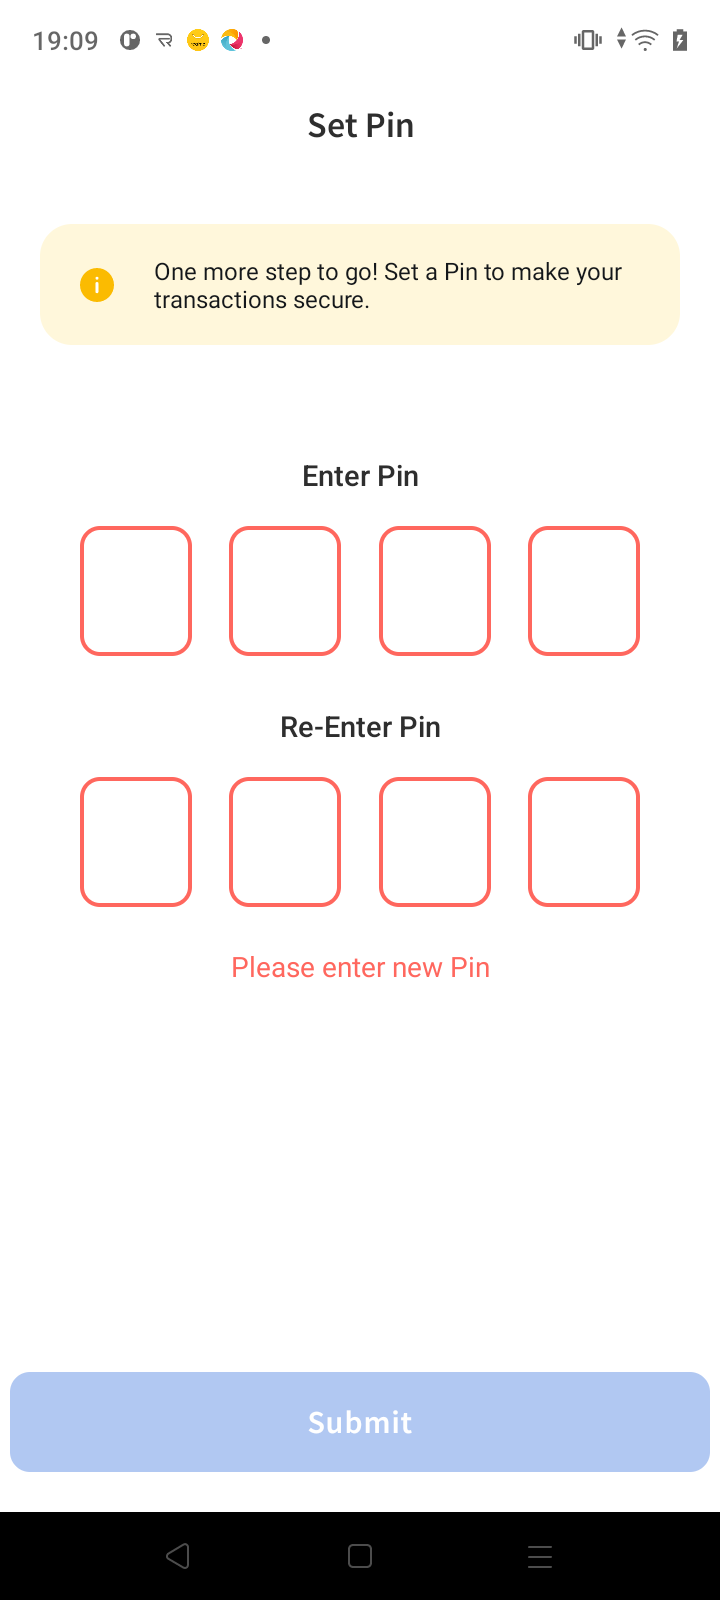 19:09
Set Pin
One more step to go! Set a Pin to make your
transactions secure.
Enter Pin
Re-Enter Pin
Please enter new Pin
Submit